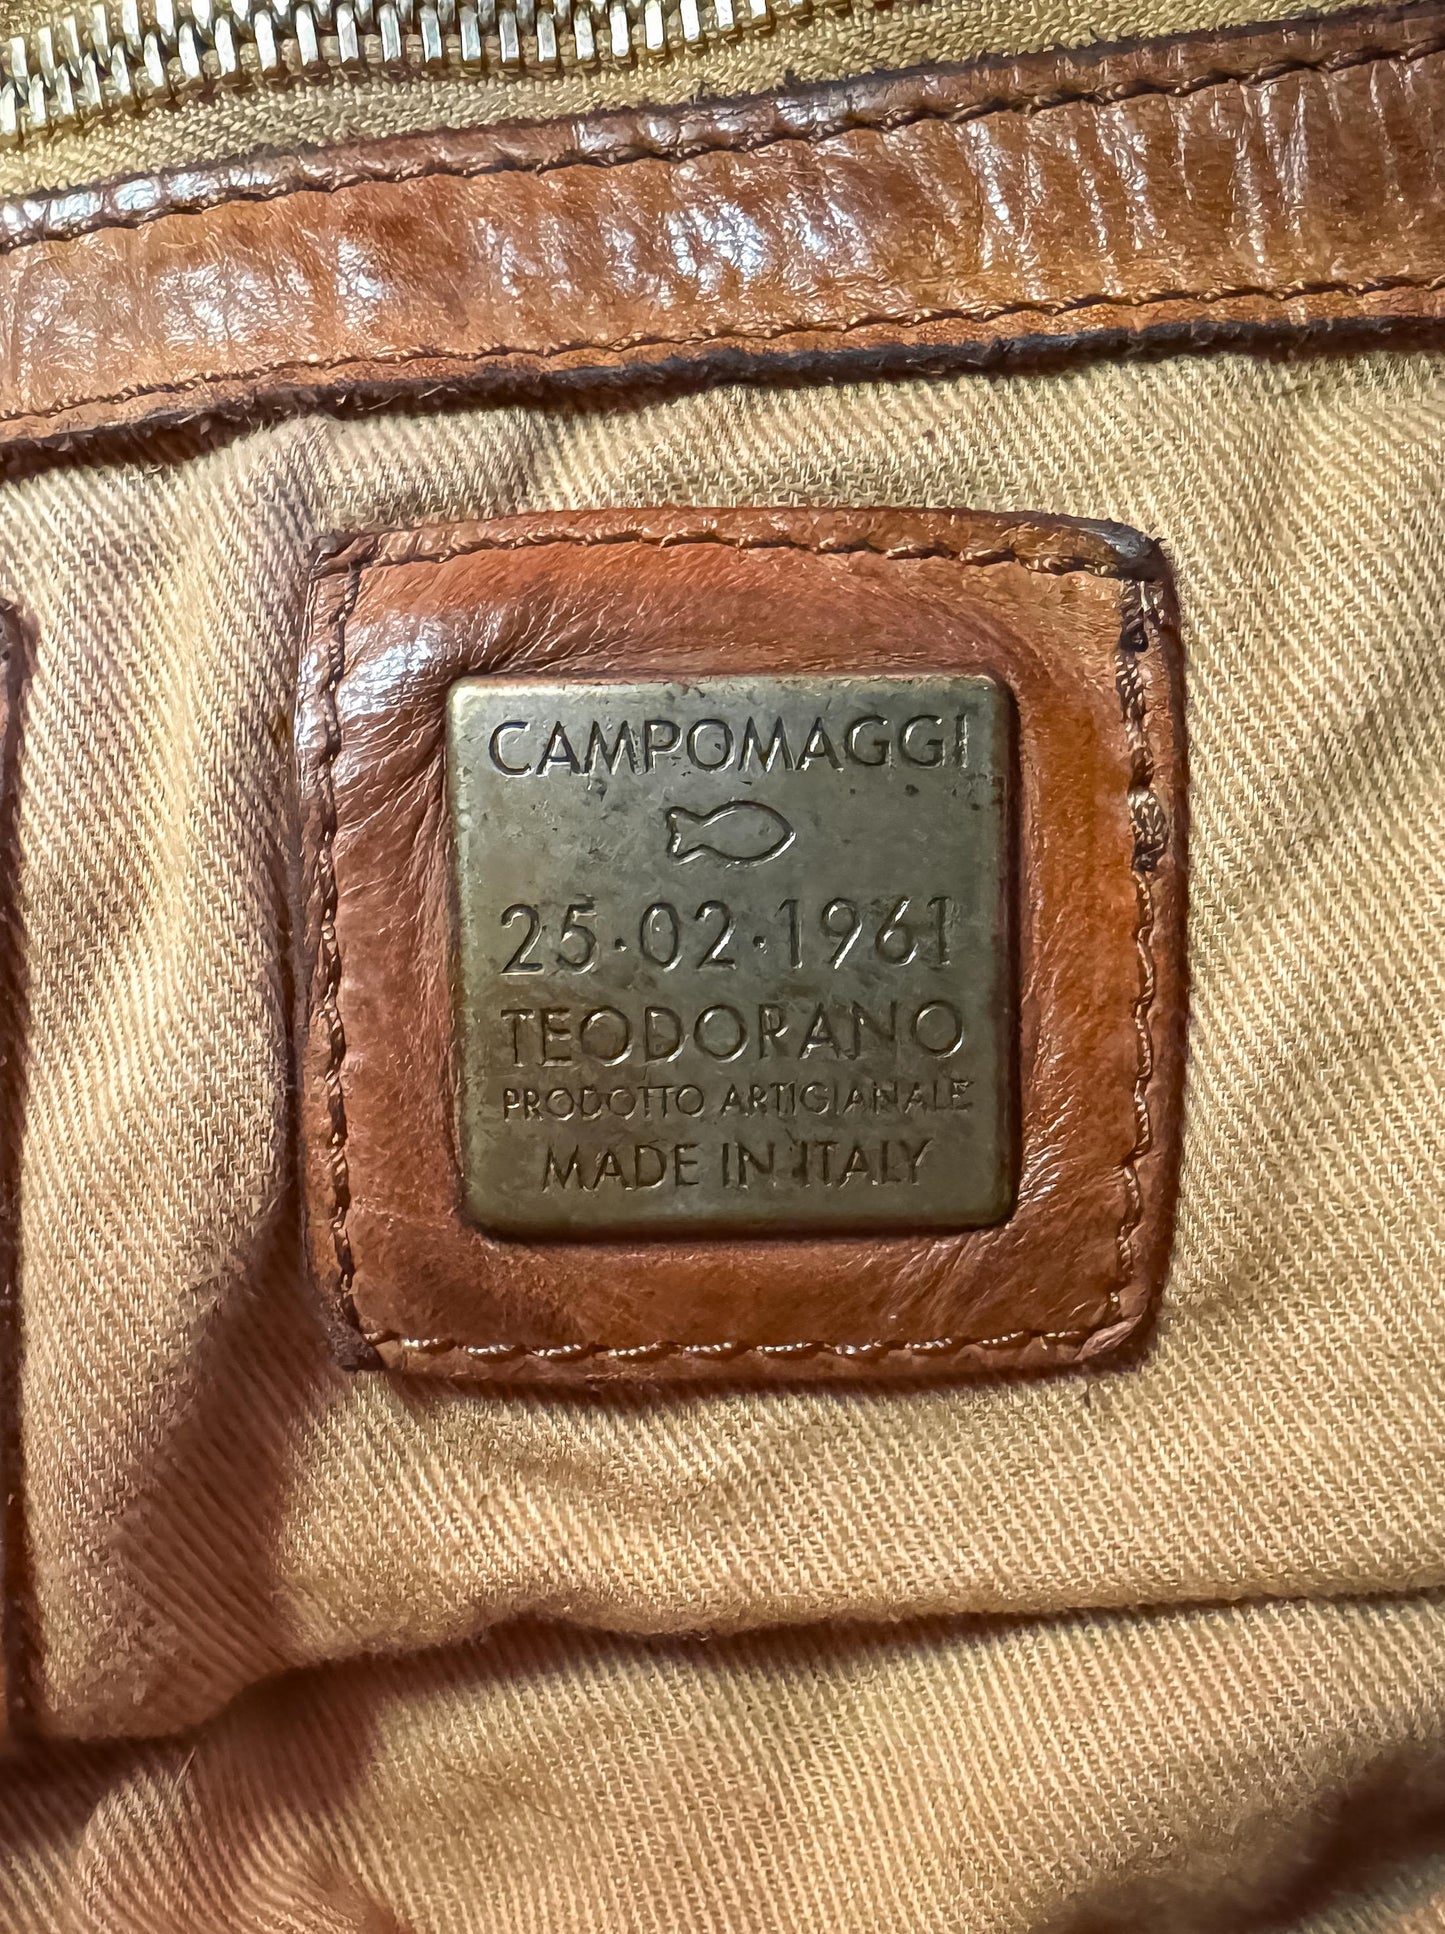 CAMPOMAGGI
25·02·1961
TEODORANO
PRODOTTO ARTIGIANALE
MADE IN ITALY